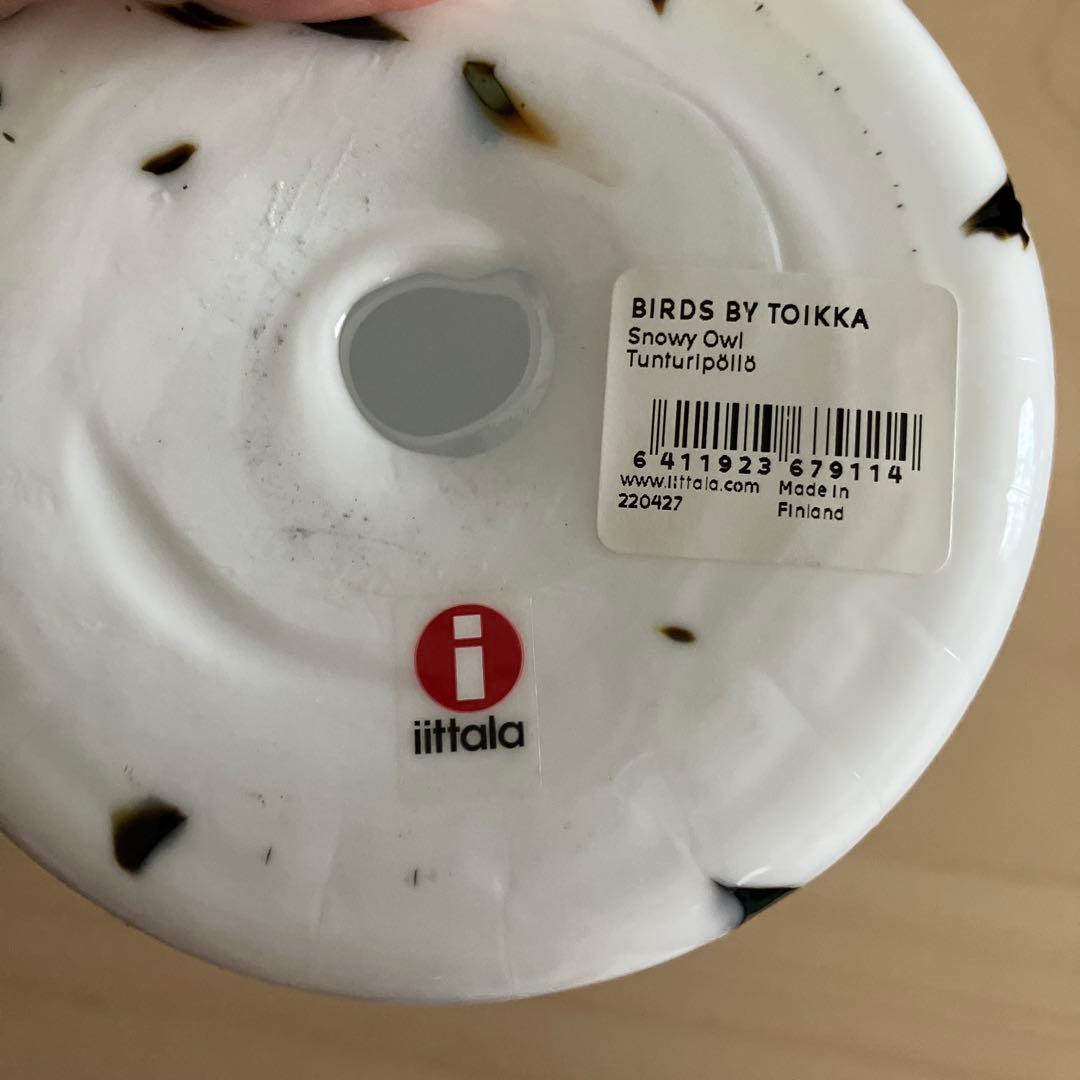 BIRDS BY TOIKKA
Snowy Owl
Tunturipöllö
6 411923 679114
www.iittala.com Made in
220427 Finland
i
iittala